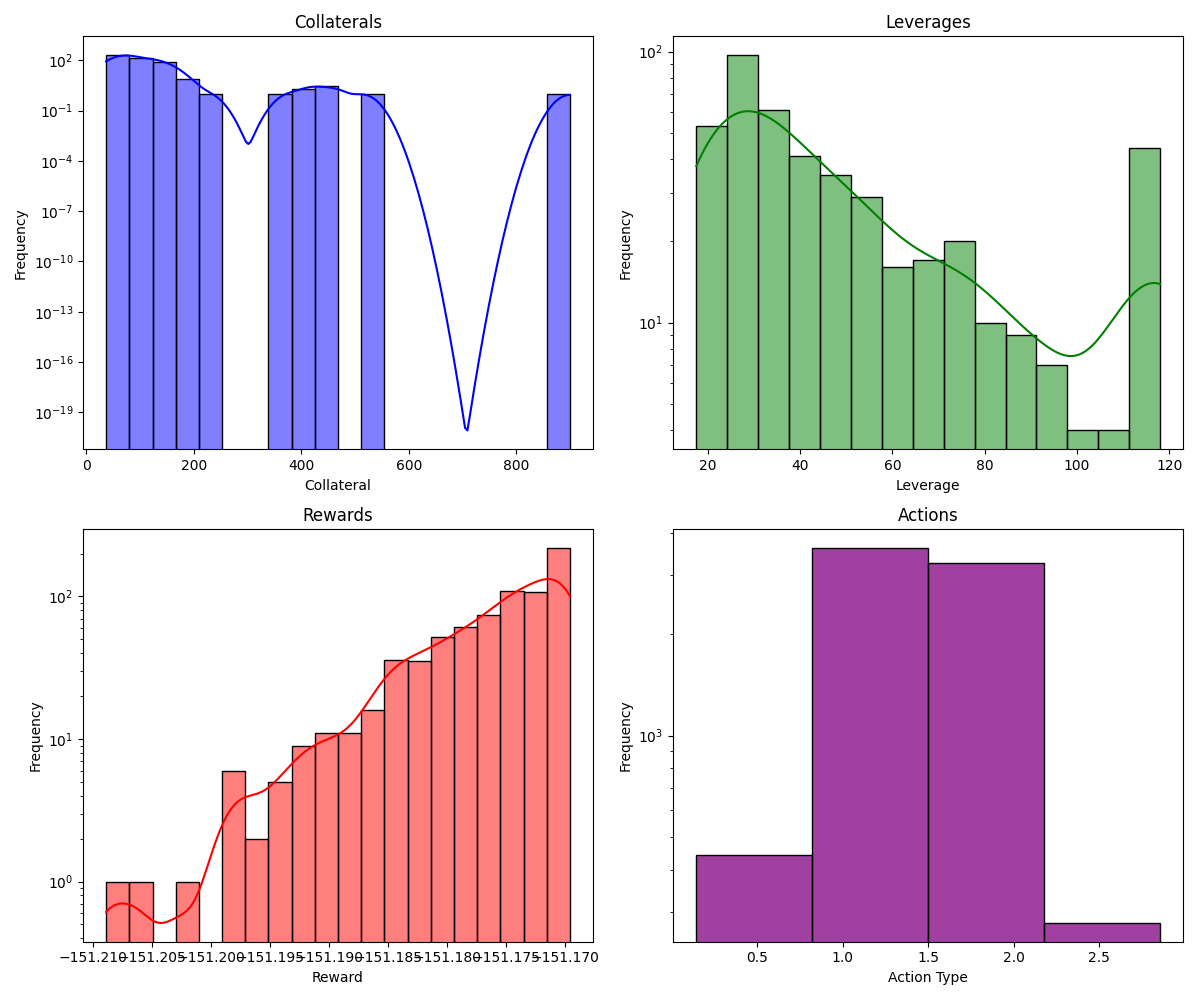 Collaterals
Frequency
10^2
10^-1
10^-4
10^-7
10^-10
10^-13
10^-16
10^-19
0 200 400 600 800
Collateral
Leverages
Frequency
10^2
10^1
20 40 60 80 100 120
Leverage
Rewards
Frequency
10^2
10^1
10^0
−151.210 −151.205 −151.200 −151.195 −151.190 −151.185 −151.180 −151.175 −151.170
Reward
Actions
Frequency
10^3
0.5 1.0 1.5 2.0 2.5
Action Type